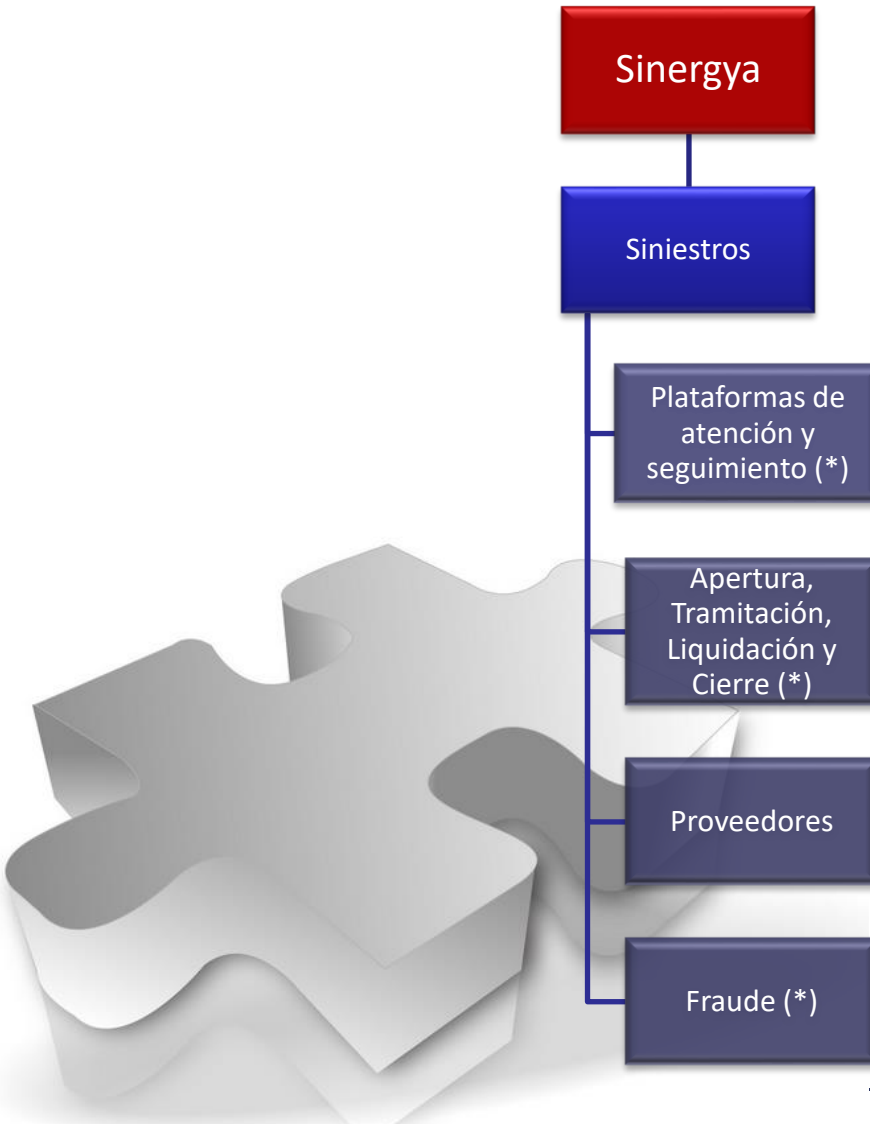 Sinergya
Siniestros
Plataformas de
atención y
seguimiento (*)
Apertura,
Tramitación,
Liquidación y
Cierre (*)
Proveedores
Fraude (*)